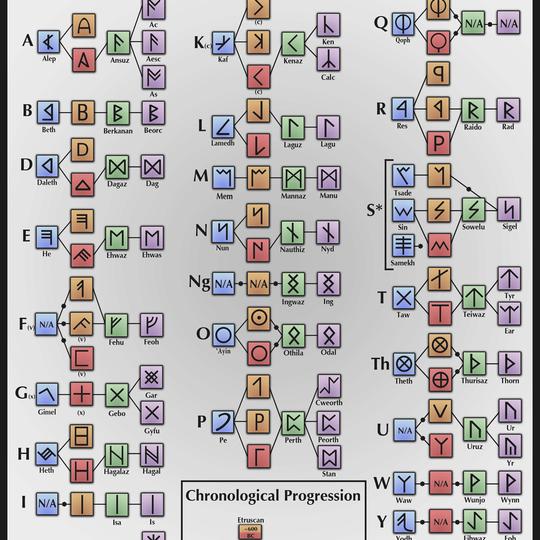 A
Alep
Ansuz
Ac
Aesc
As
B
Beth
Berkanan
Beorc
D
Daleth
Dagaz
Dag
E
He
Ehwaz
Ehwas
F(v)
N/A
(v)
(v)
Fehu
Feoh
G(x)
Gimel
(x)
Gebo
Gar
Gyfu
H
Heth
Hagalaz
Hagal
I
N/A
Isa
Is
K(c)
Kaf
(c)
(c)
Kenaz
Ken
Calc
L
Lamedh
Laguz
Lagu
M
Mem
Mannaz
Manu
N
Nun
Nauthiz
Nyd
Ng
N/A
N/A
Ingwaz
Ing
O
'Ayin
Othila
Odal
P
Pe
Perth
Cweorth
Peorth
Stan
Chronological Progression
Etruscan
~600
BC
Q
Qoph
N/A
N/A
R
Res
Raido
Rad
S*
Tsade
Sin
Samekh
Sowelu
Sigel
T
Taw
Teiwaz
Tyr
Ear
Th
Theth
Thurisaz
Thorn
U
N/A
Uruz
Ur
Yr
W
Waw
N/A
Wunjo
Wynn
Y
Yodh
N/A
Eihwaz
Eoh